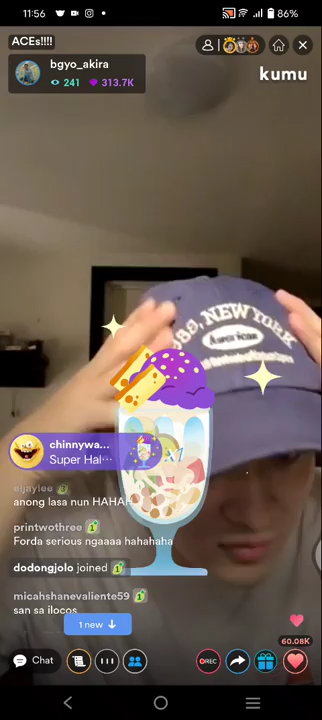 11:56
86%
ACEs!!!!
bgyo_akira
241
313.7K
kumu
NEW YORK
chinnywa...
Super Hal...
x1
eljaylee
anong lasa nun HAHAH
printwothree
Forda serious ngaaaa hahahaha
dodongjolo joined
micahshanevaliente59
san sa ilocos
1 new
60.08K
Chat
REC